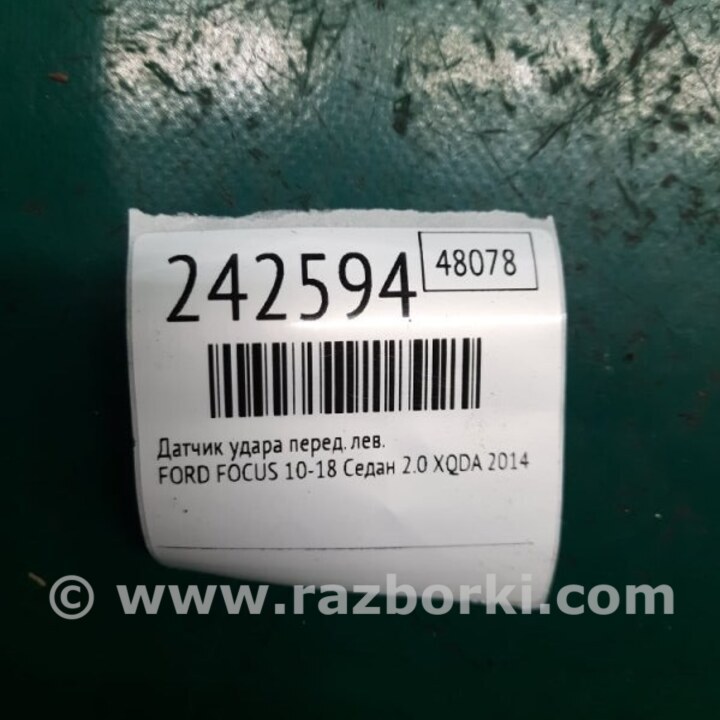 242594
48078
Датчик удара перед. лев.
FORD FOCUS 10-18 Седан 2.0 XQDA 2014
© www.razborki.com